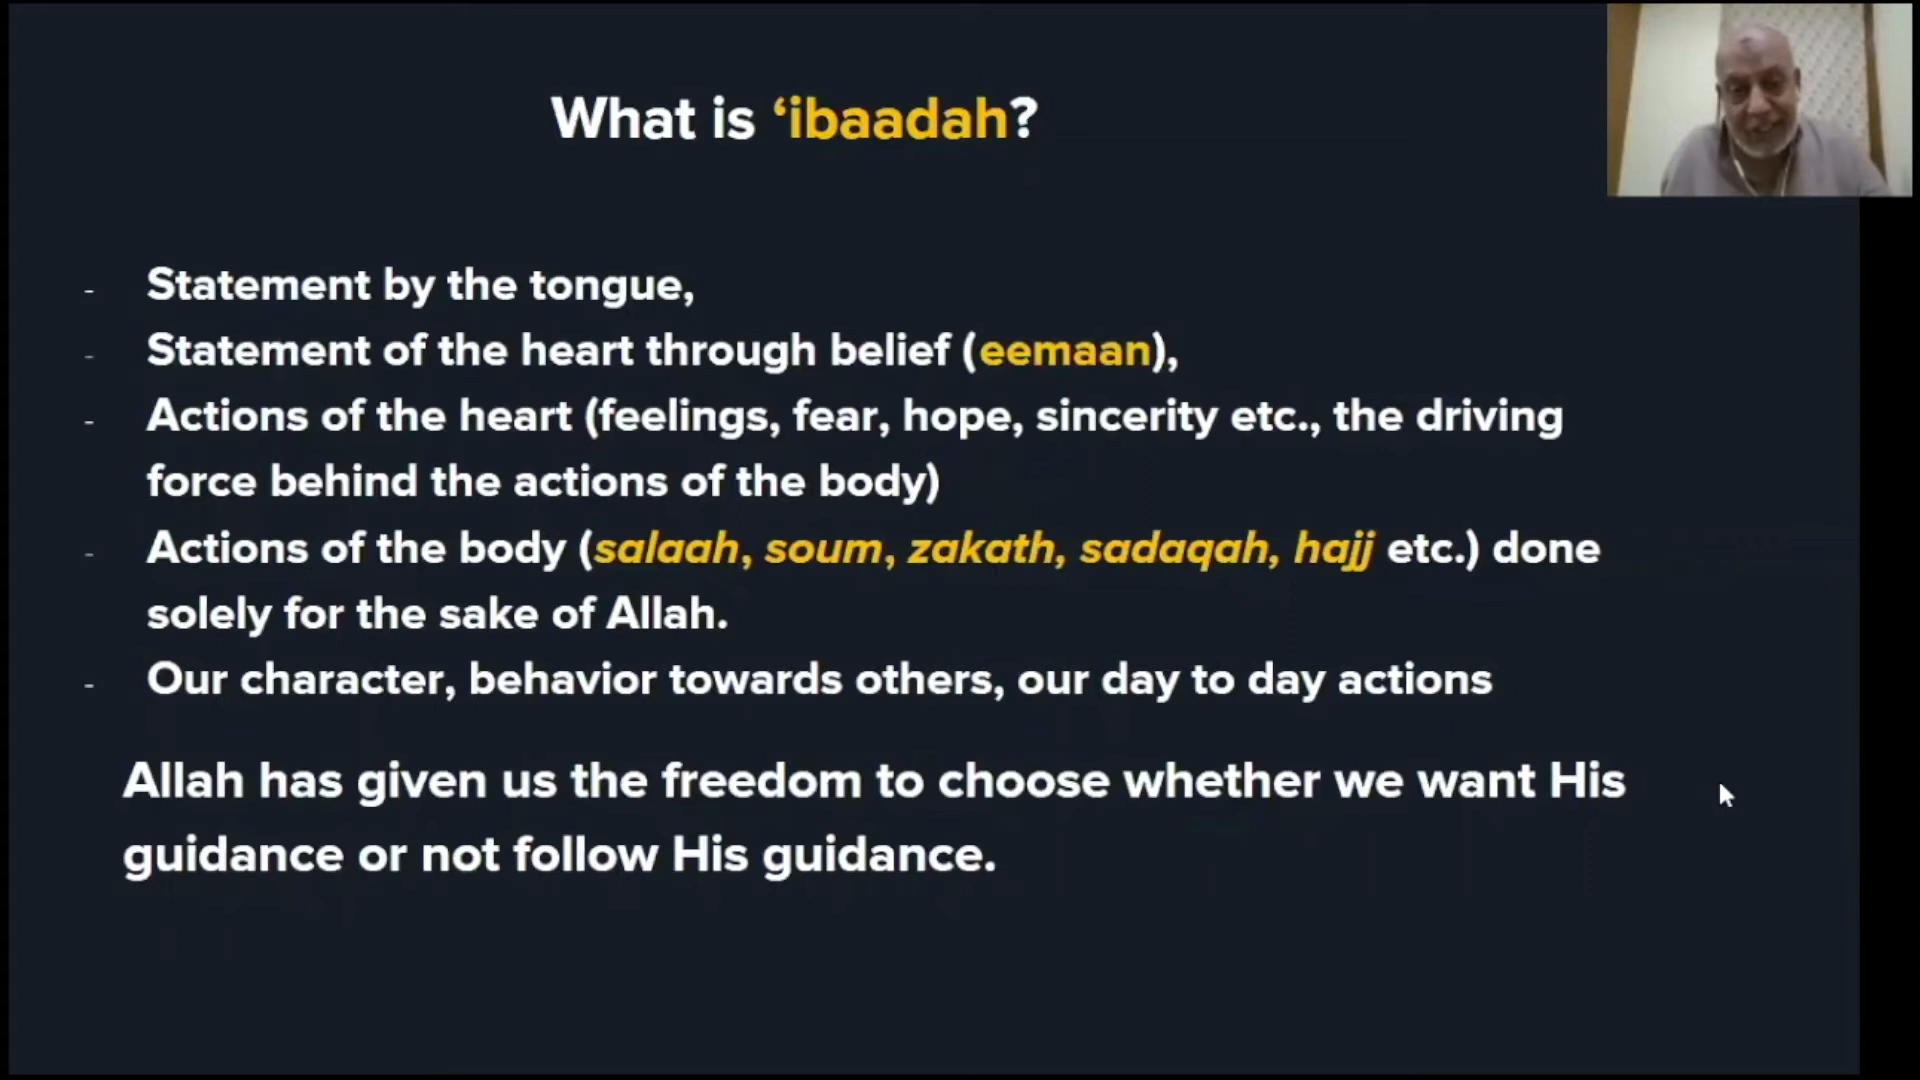 What is ‘ibaadah?
- Statement by the tongue,
- Statement of the heart through belief (eemaan),
- Actions of the heart (feelings, fear, hope, sincerity etc., the driving
force behind the actions of the body)
- Actions of the body (salaah, soum, zakath, sadaqah, hajj etc.) done
solely for the sake of Allah.
- Our character, behavior towards others, our day to day actions
Allah has given us the freedom to choose whether we want His
guidance or not follow His guidance.